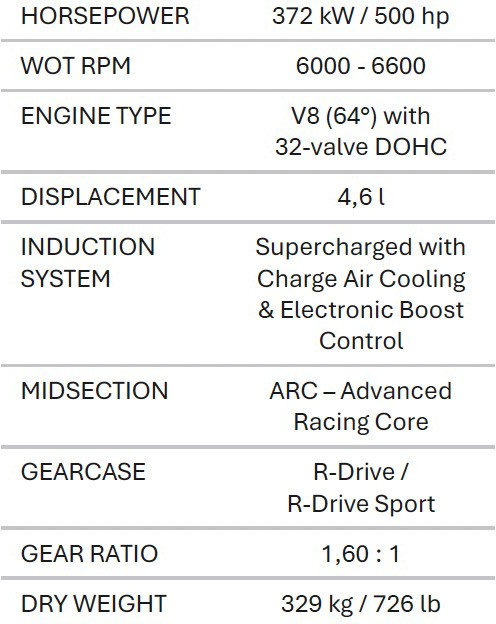 HORSEPOWER 372 kW / 500 hp
WOT RPM 6000 - 6600
ENGINE TYPE V8 (64°) with
32-valve DOHC
DISPLACEMENT 4,6 l
INDUCTION Supercharged with
SYSTEM Charge Air Cooling
& Electronic Boost
Control
MIDSECTION ARC – Advanced
Racing Core
GEARCASE R-Drive /
R-Drive Sport
GEAR RATIO 1,60 : 1
DRY WEIGHT 329 kg / 726 lb